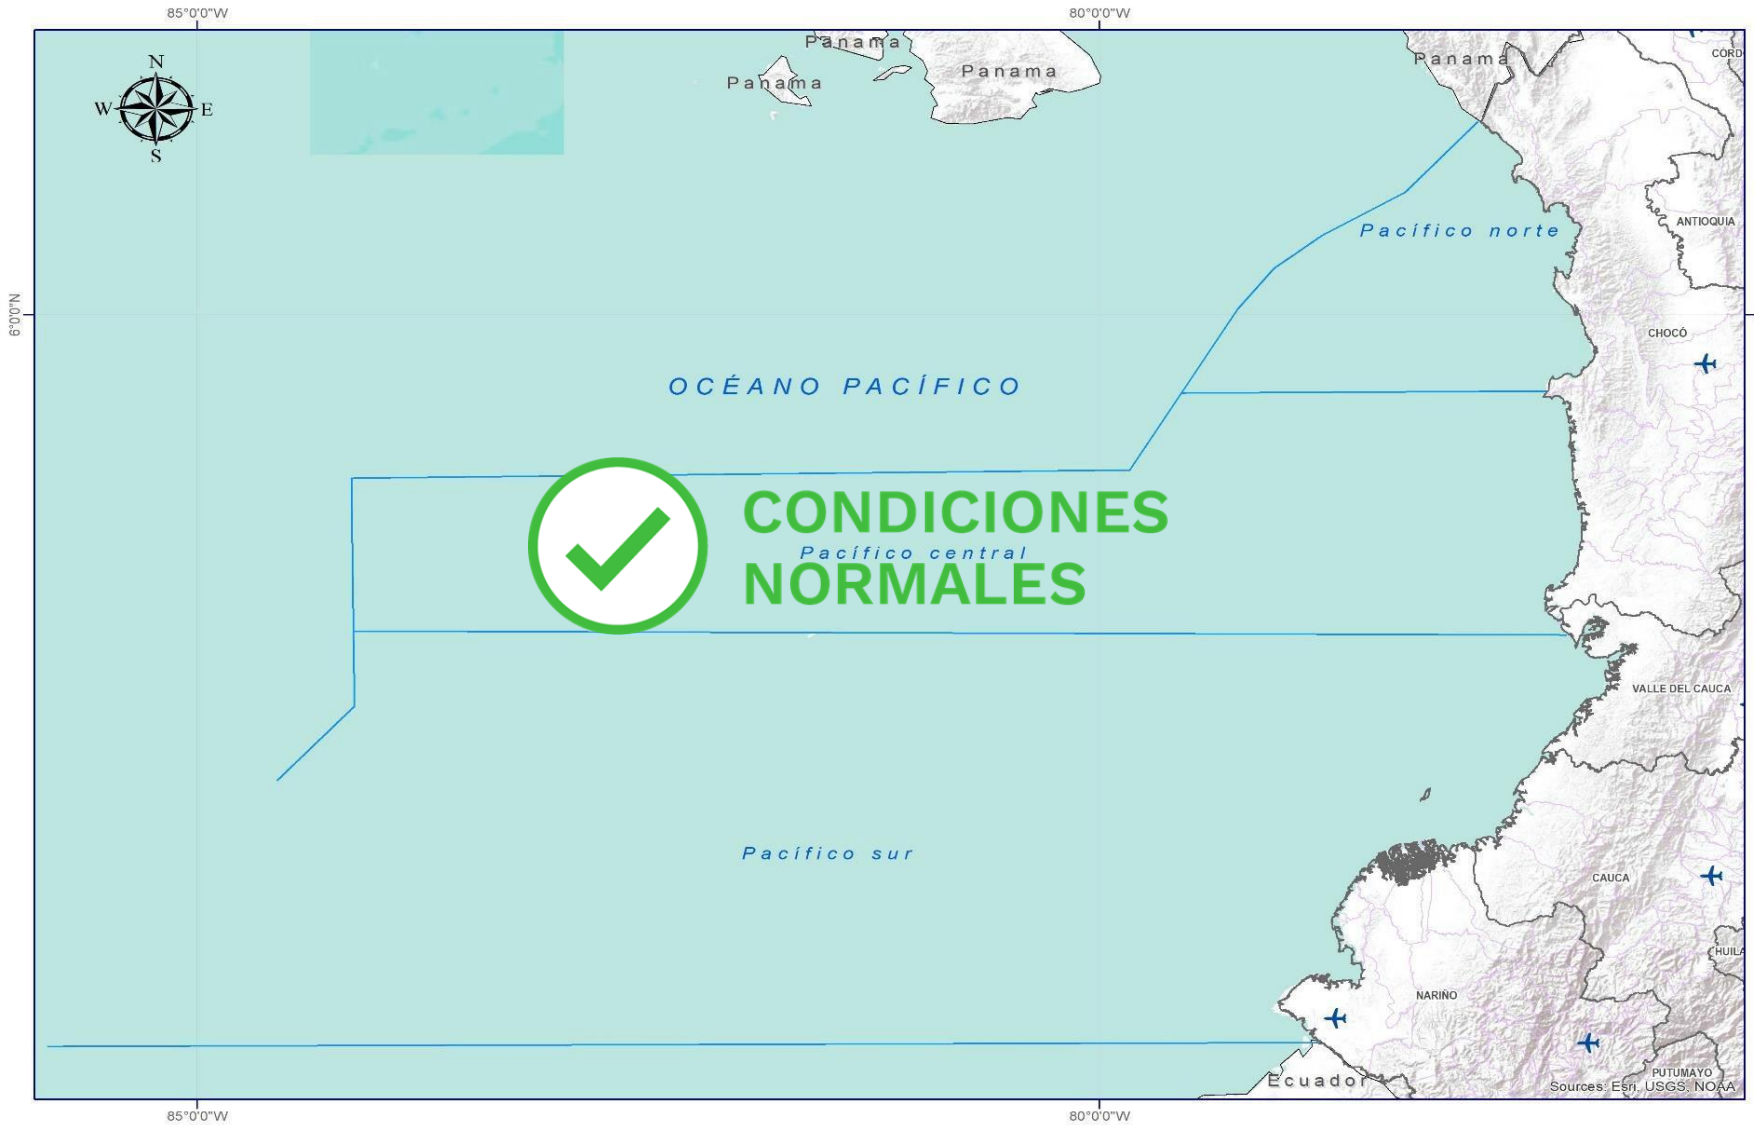 85°0'0"W
80°0'0"W
N
W
E
S
Panama
Panama
Panama
Panama
CORD
ANTIOQUIA
Pacífico norte
6°0'0"N
CHOCÓ
OCÉANO PACÍFICO
CONDICIONES
Pacífico central
NORMALES
VALLE DEL CAUCA
Pacífico sur
CAUCA
HUILA
NARIÑO
PUTUMAYO
Ecuador
Sources: Esri, USGS, NOAA
85°0'0"W
80°0'0"W